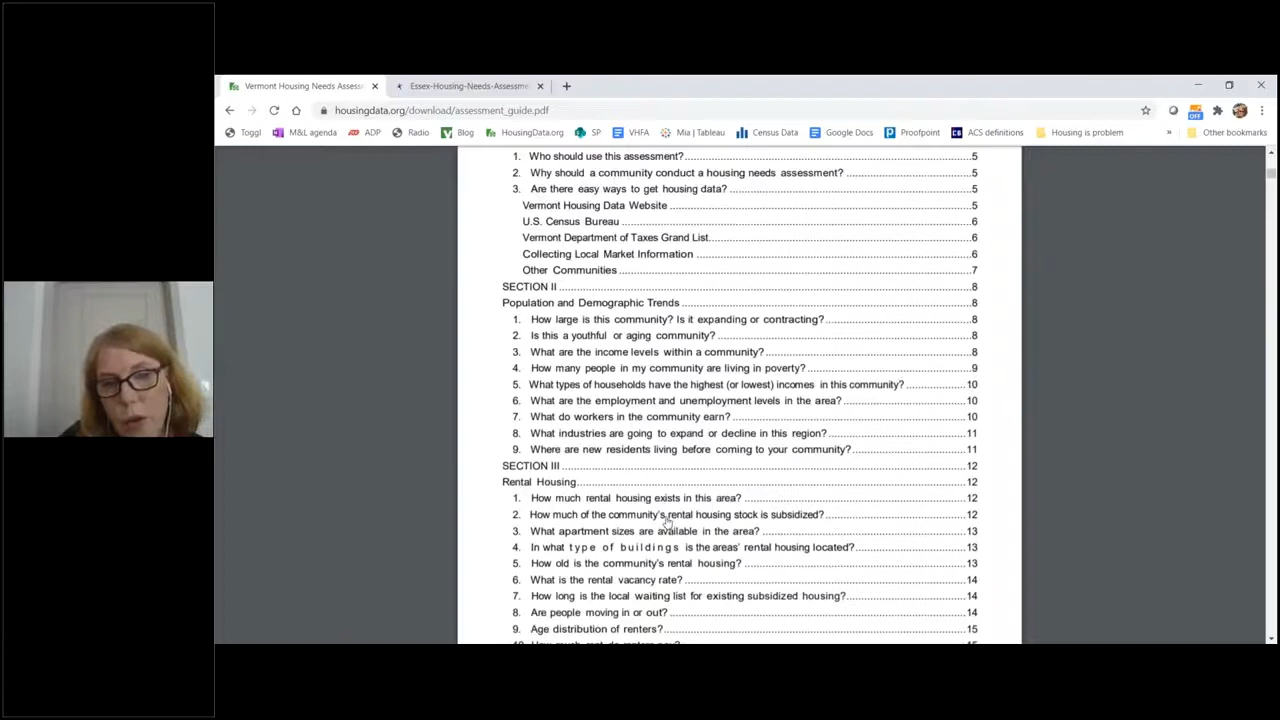 Vermont Housing Needs Assess
Essex-Housing-Needs-Assessme
housingdata.org/download/assessment_guide.pdf
Toggl M&L agenda ADP Radio Blog HousingData.org SP VHFA Mia | Tableau Census Data Google Docs Proofpoint ACS definitions Housing is problem » Other bookmarks
OFF
1. Who should use this assessment? 5
2. Why should a community conduct a housing needs assessment? 5
3. Are there easy ways to get housing data? 5
Vermont Housing Data Website 5
U.S. Census Bureau 6
Vermont Department of Taxes Grand List 6
Collecting Local Market Information 6
Other Communities 7
SECTION II 8
Population and Demographic Trends 8
1. How large is this community? Is it expanding or contracting? 8
2. Is this a youthful or aging community? 8
3. What are the income levels within a community? 8
4. How many people in my community are living in poverty? 9
5. What types of households have the highest (or lowest) incomes in this community? 10
6. What are the employment and unemployment levels in the area? 10
7. What do workers in the community earn? 10
8. What industries are going to expand or decline in this region? 11
9. Where are new residents living before coming to your community? 11
SECTION III 12
Rental Housing 12
1. How much rental housing exists in this area? 12
2. How much of the community's rental housing stock is subsidized? 12
3. What apartment sizes are available in the area? 13
4. In what type of buildings is the areas' rental housing located? 13
5. How old is the community's rental housing? 13
6. What is the rental vacancy rate? 14
7. How long is the local waiting list for existing subsidized housing? 14
8. Are people moving in or out? 14
9. Age distribution of renters? 15